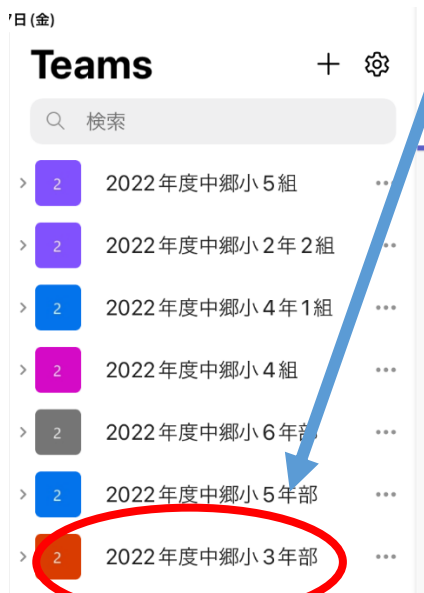 日(金)
Teams
検索
2 2022年度中郷小5組
2 2022年度中郷小2年2組
2 2022年度中郷小4年1組
2 2022年度中郷小4組
2 2022年度中郷小6年部
2 2022年度中郷小5年部
2 2022年度中郷小3年部